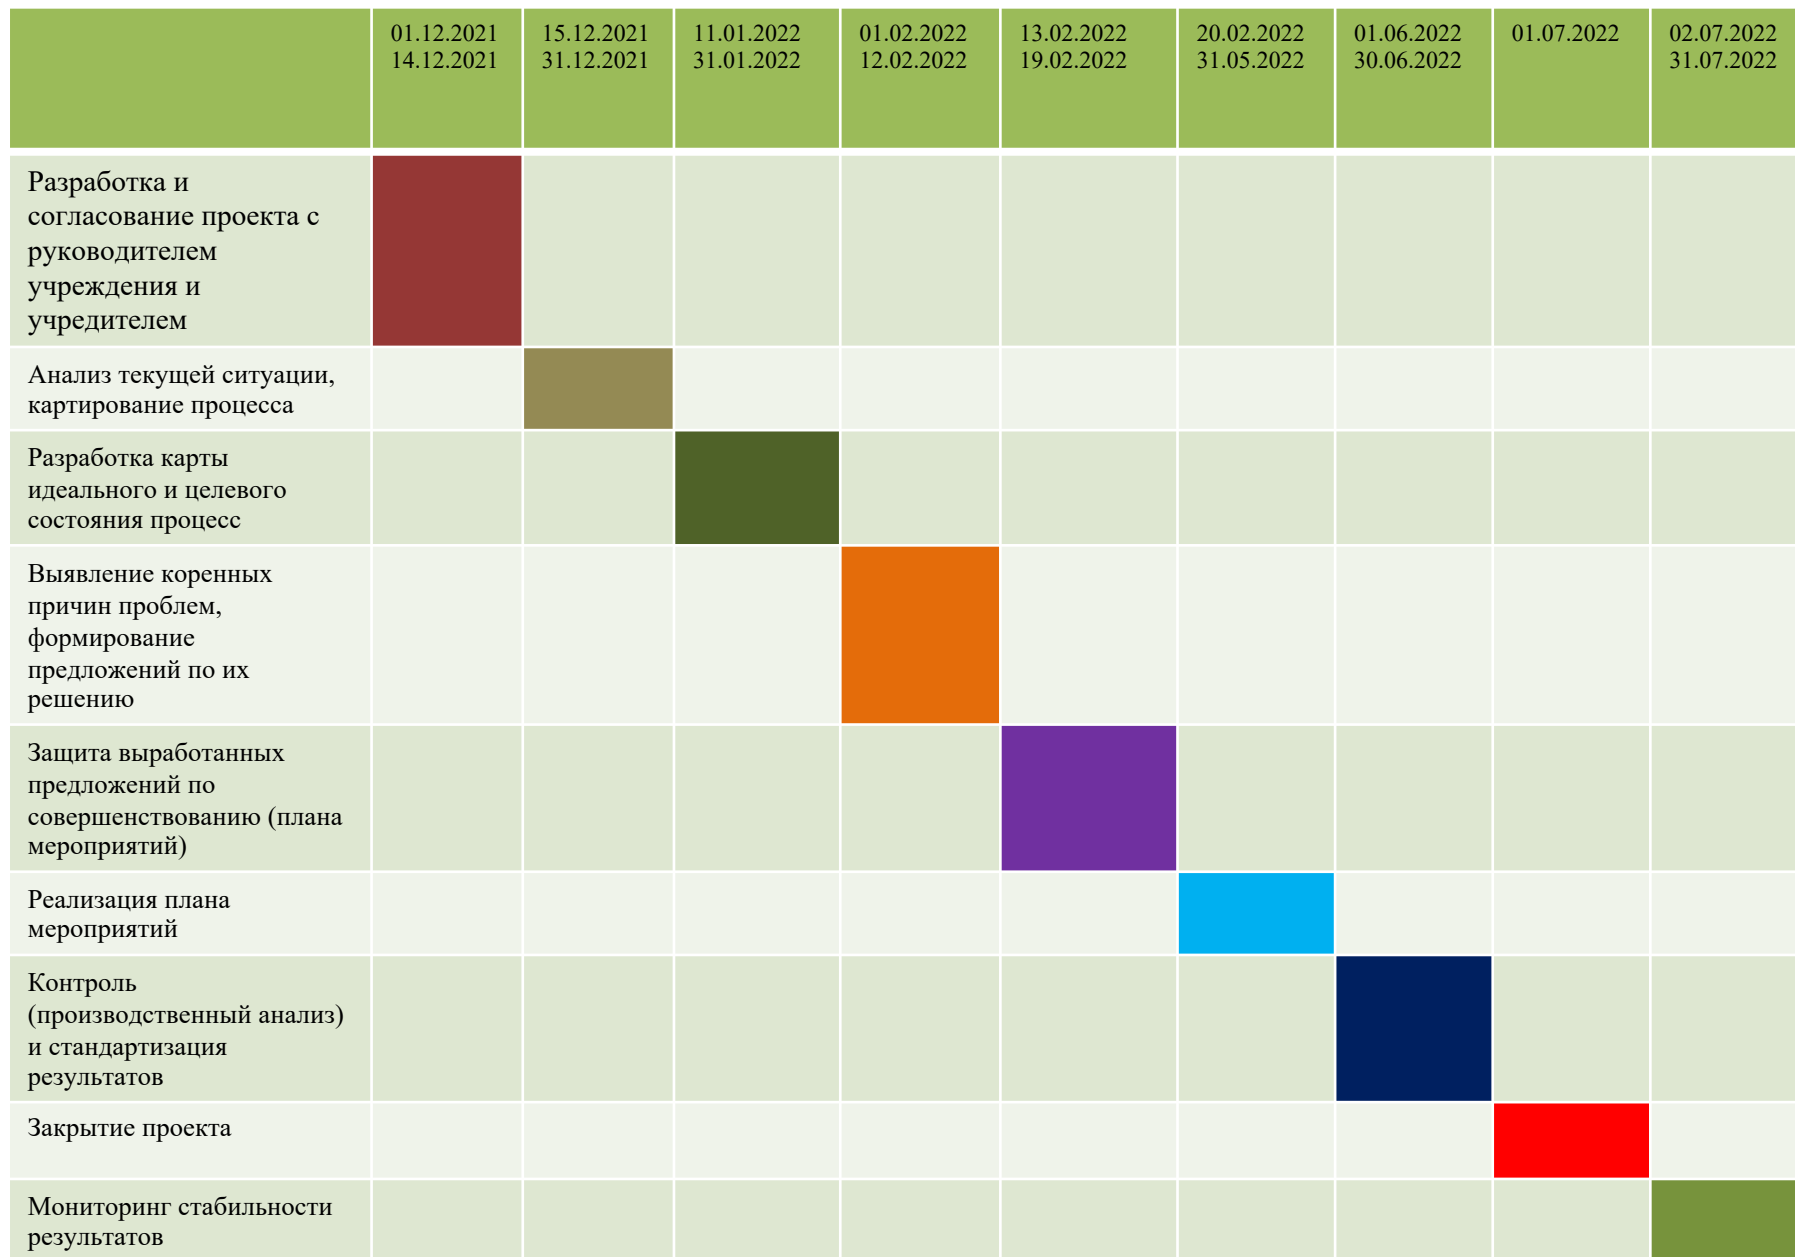 01.12.2021
14.12.2021
15.12.2021
31.12.2021
11.01.2022
31.01.2022
01.02.2022
12.02.2022
13.02.2022
19.02.2022
20.02.2022
31.05.2022
01.06.2022
30.06.2022
01.07.2022
02.07.2022
31.07.2022
Разработка и
согласование проекта с
руководителем
учреждения и
учредителем
Анализ текущей ситуации,
картирование процесса
Разработка карты
идеального и целевого
состояния процесс
Выявление коренных
причин проблем,
формирование
предложений по их
решению
Защита выработанных
предложений по
совершенствованию (плана
мероприятий)
Реализация плана
мероприятий
Контроль
(производственный анализ)
и стандартизация
результатов
Закрытие проекта
Мониторинг стабильности
результатов